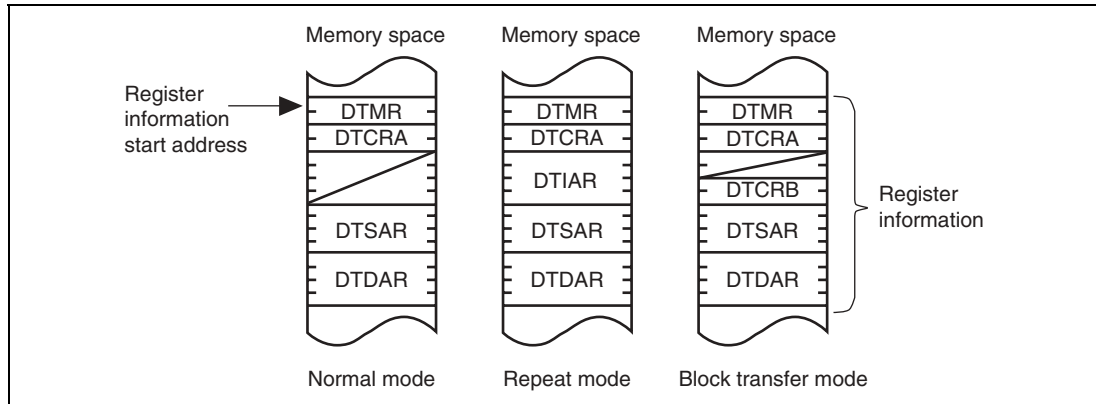 Memory space
Memory space
Memory space
Register
information
start address
DTMR
DTMR
DTMR
DTCRA
DTCRA
DTCRA
DTIAR
DTCRB
Register
information
DTSAR
DTSAR
DTSAR
DTDAR
DTDAR
DTDAR
Normal mode
Repeat mode
Block transfer mode